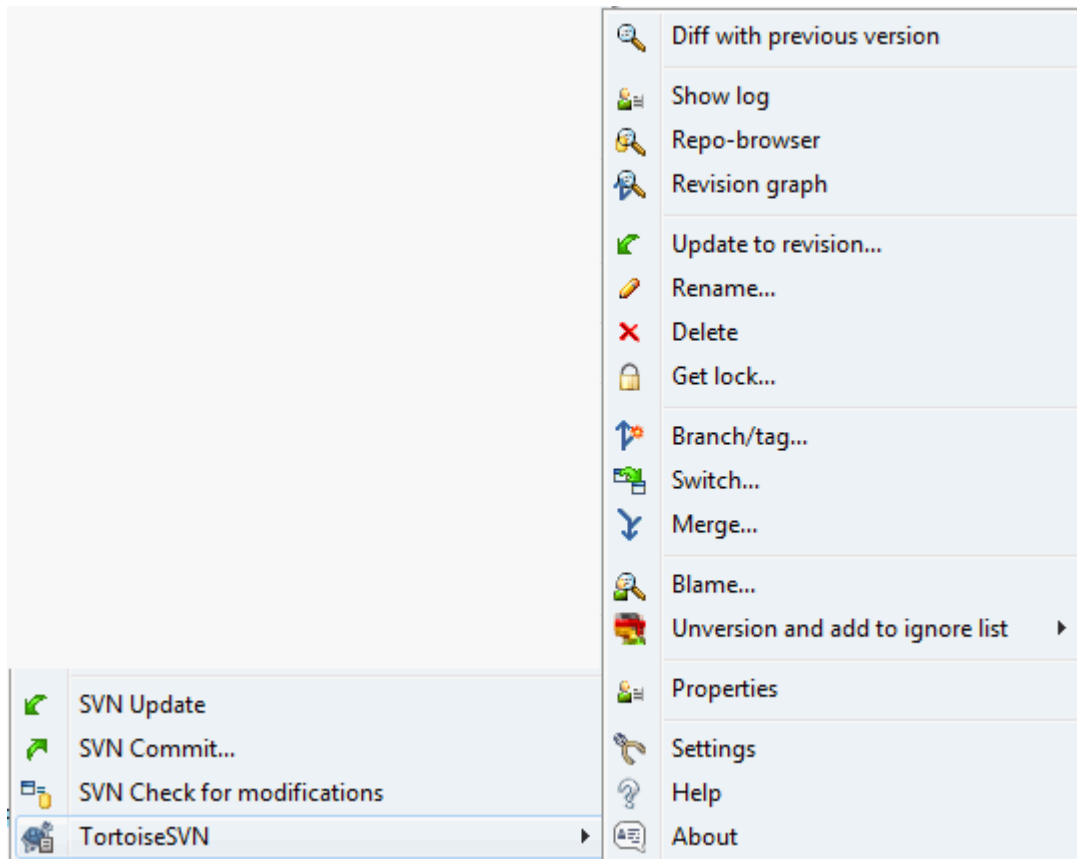 Diff with previous version
Show log
Repo-browser
Revision graph
Update to revision...
Rename...
Delete
Get lock...
Branch/tag...
Switch...
Merge...
Blame...
Unversion and add to ignore list
Properties
Settings
Help
About
SVN Update
SVN Commit...
SVN Check for modifications
TortoiseSVN